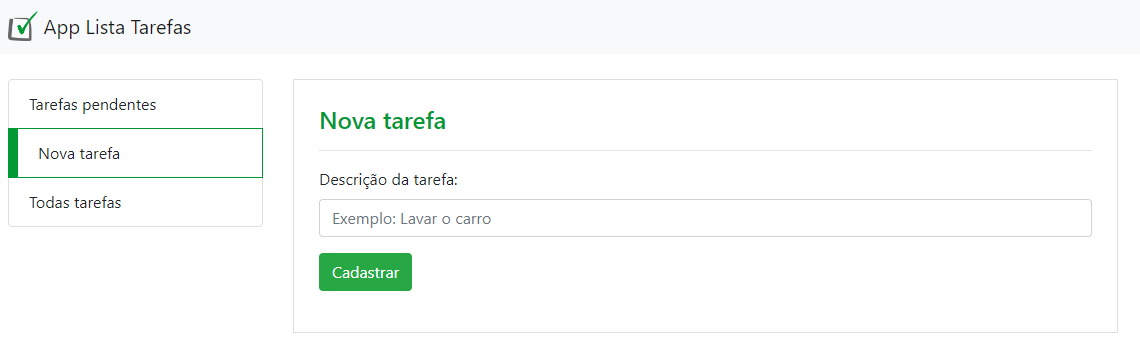 App Lista Tarefas
Tarefas pendentes
Nova tarefa
Todas tarefas
Nova tarefa
Descrição da tarefa:
Exemplo: Lavar o carro
Cadastrar